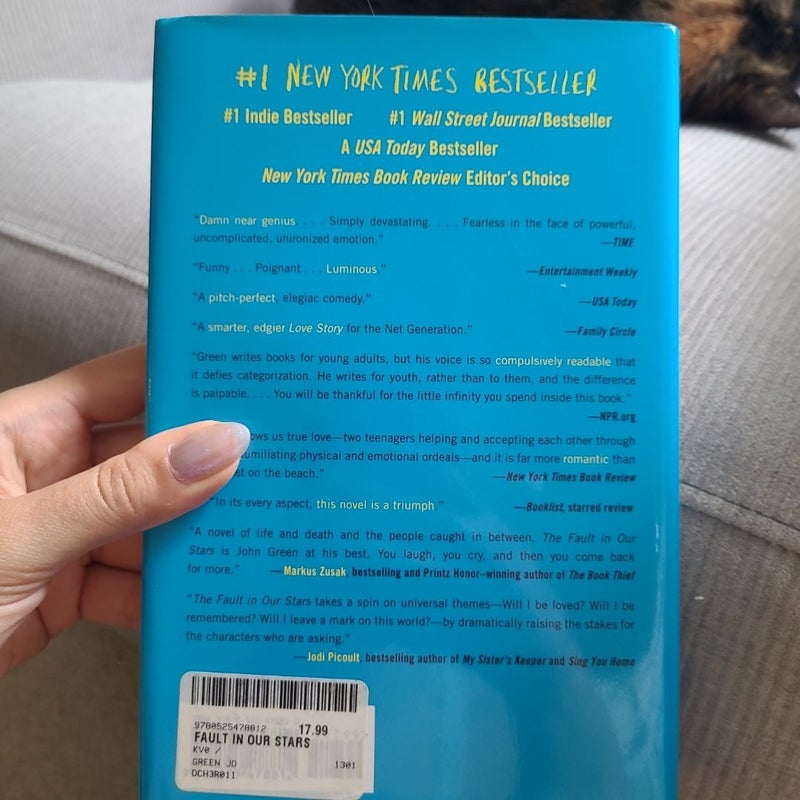 #1 NEW YORK TIMES BESTSELLER
#1 Indie Bestseller #1 Wall Street Journal Bestseller
A USA Today Bestseller
New York Times Book Review Editor's Choice
"Damn near genius. . . . Simply devastating. . . . Fearless in the face of powerful,
uncomplicated, unironized emotion."
—TIME
"Funny . . . Poignant . . . Luminous." —Entertainment Weekly
"A pitch-perfect, elegiac comedy." —USA Today
"A smarter, edgier Love Story for the Net Generation." —Family Circle
"Green writes books for young adults, but his voice is so compulsively readable that
it defies categorization. He writes for youth, rather than to them, and the difference
is palpable. . . . You will be thankful for the little infinity you spend inside this book."
—NPR.org
ows us true love—two teenagers helping and accepting each other through
umiliating physical and emotional ordeals—and it is far more romantic than
et on the beach." —New York Times Book Review
"In its every aspect, this novel is a triumph." —Booklist, starred review
"A novel of life and death and the people caught in between, The Fault in Our
Stars is John Green at his best. You laugh, you cry, and then you come back
for more." —Markus Zusak, bestselling and Printz Honor–winning author of The Book Thief
"The Fault in Our Stars takes a spin on universal themes—Will I be loved? Will I be
remembered? Will I leave a mark on this world?—by dramatically raising the stakes for
the characters who are asking."
—Jodi Picoult, bestselling author of My Sister's Keeper and Sing You Home
9780525478812 17.99
FAULT IN OUR STARS
KV0 /
GREEN JO 1301
DCH3R011